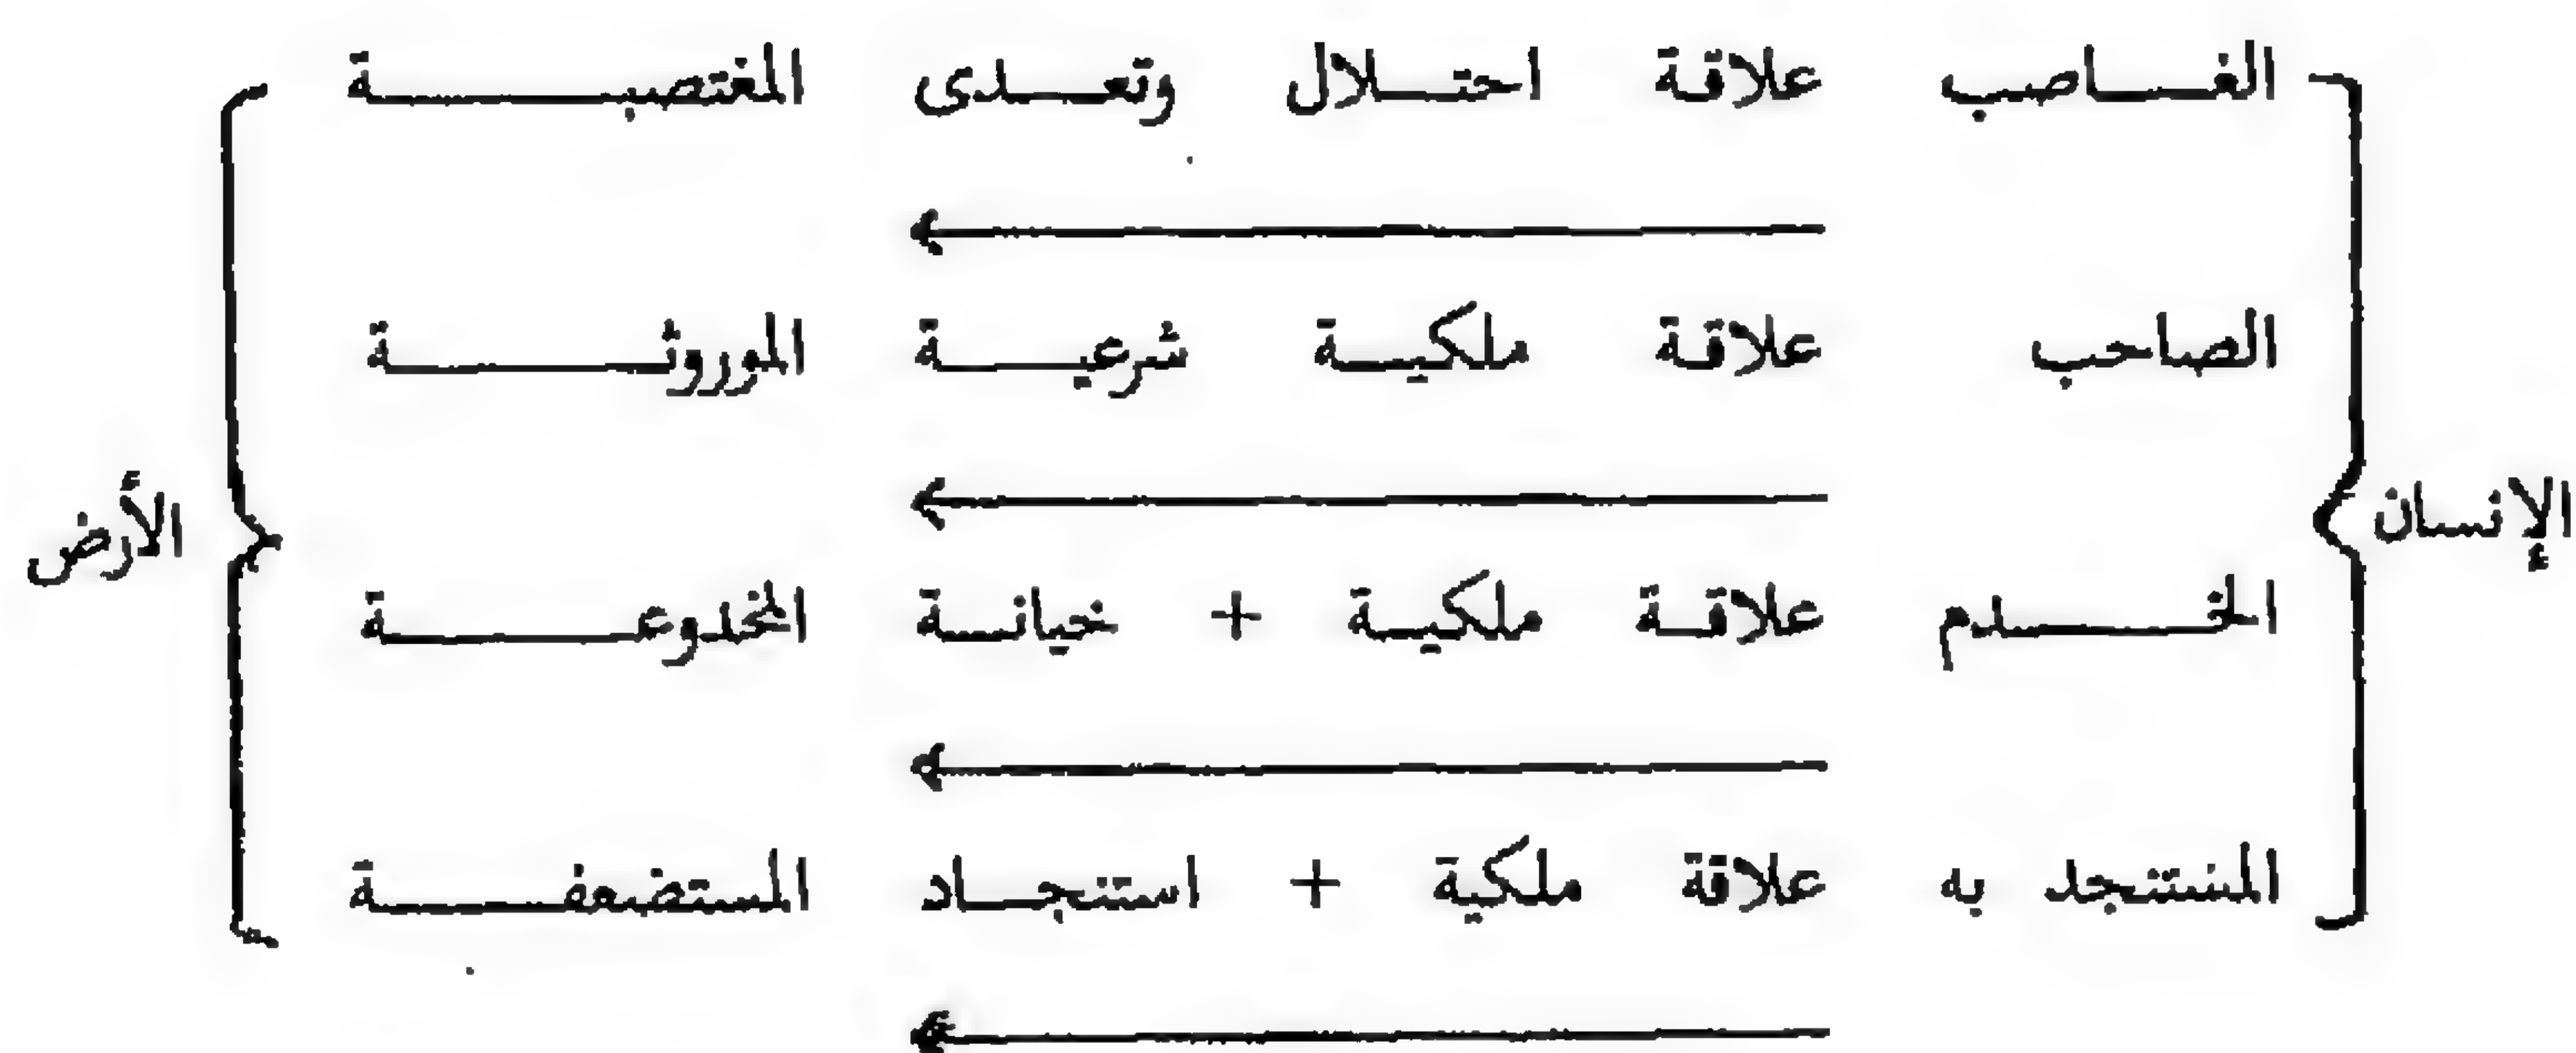 الغاصب علاقة احتلال وتعدى المغتصبة
الصاحب علاقة ملكية شرعية الموروثة
الإنسان
الأرض
الخدم علاقة ملكية + خيانة المخدوعة
المستنجد به علاقة ملكية + استنجاد المستضعفة